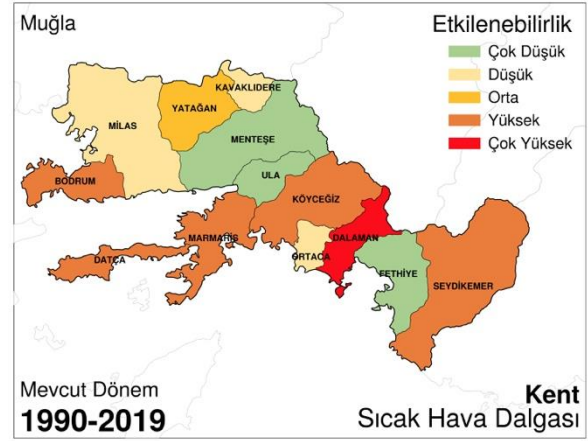 Muğla
Etkilenebilirlik
Çok Düşük
Düşük
Orta
Yüksek
Çok Yüksek
KAVAKLIDERE
YATAĞAN
MİLAS
MENTEŞE
ULA
BODRUM
KÖYCEĞİZ
MARMARİS
DALAMAN
DATÇA
ORTACA
FETHİYE
SEYDİKEMER
Mevcut Dönem
1990-2019
Kent
Sıcak Hava Dalgası